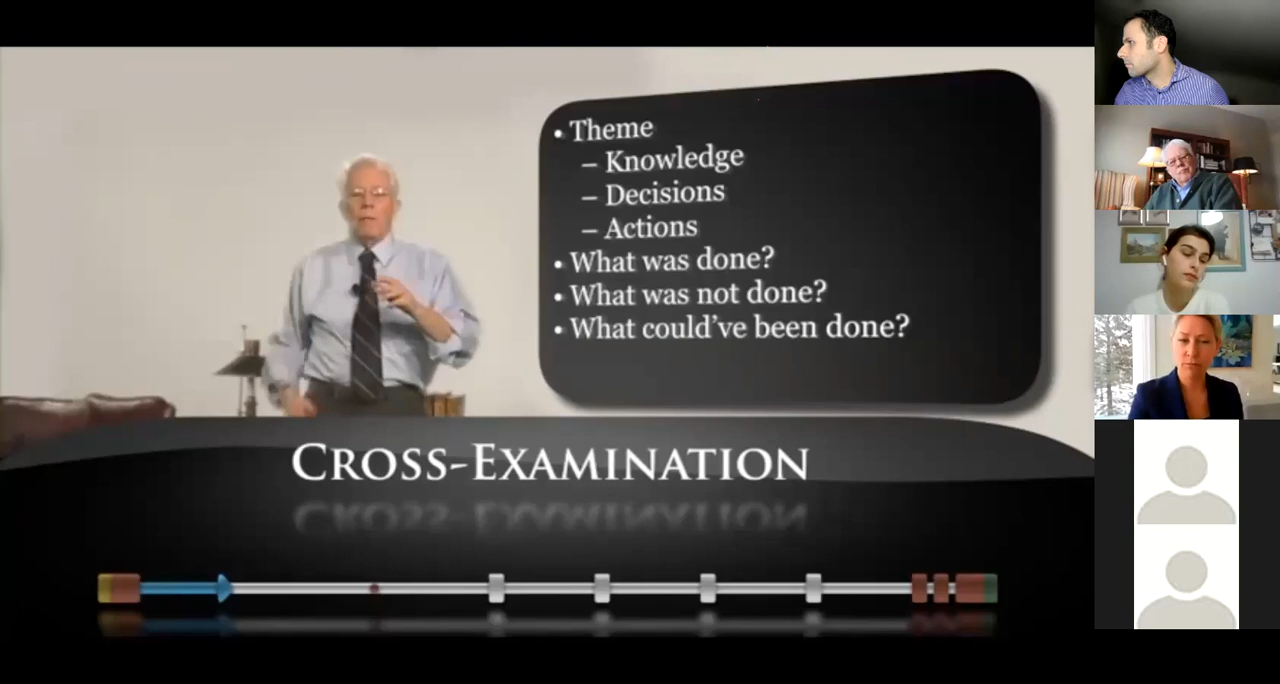 • Theme
– Knowledge
– Decisions
– Actions
• What was done?
• What was not done?
• What could've been done?
CROSS-EXAMINATION